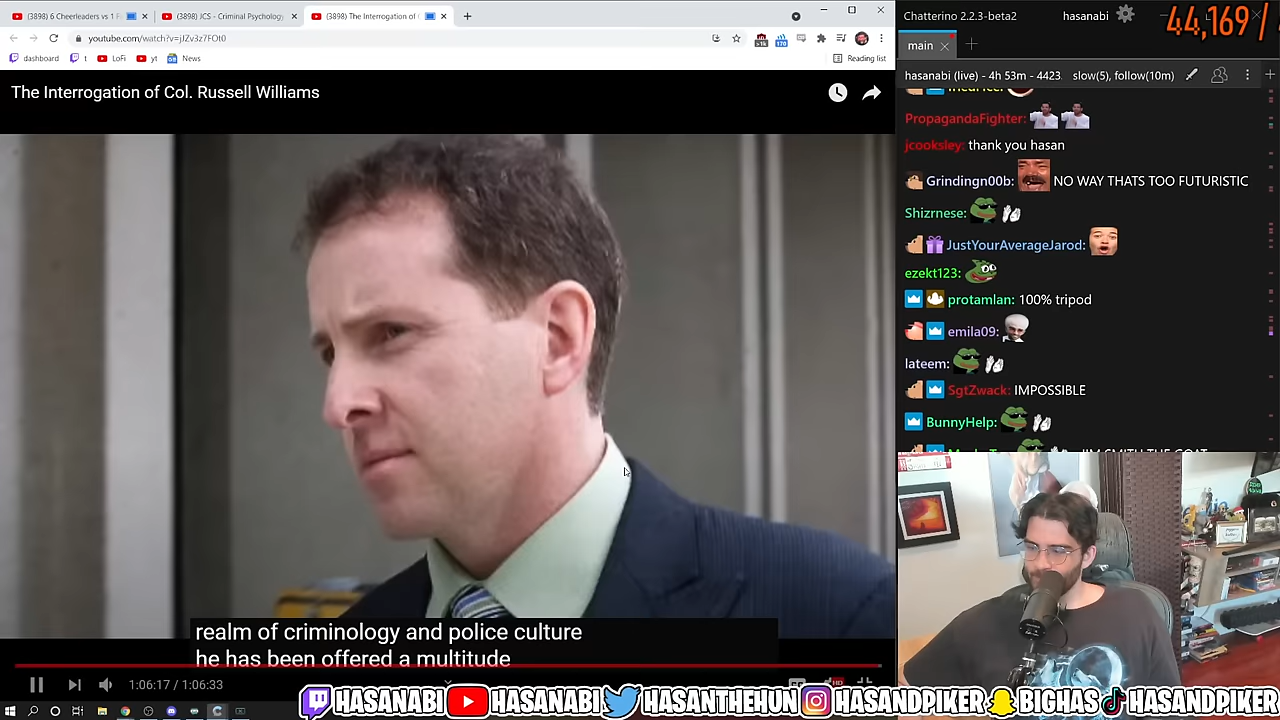 (3898) 6 Cheerleaders vs 1 F
(3898) JCS - Criminal Psychology
(3898) The Interrogation of
youtube.com/watch?v=jJZv3z7FOt0
dashboard
t
LoFi
yt
News
Reading list
The Interrogation of Col. Russell Williams
realm of criminology and police culture
he has been offered a multitude
1:06:17 / 1:06:33
Chatterino 2.2.3-beta2
hasanabi
44,169 /
main
hasanabi (live) - 4h 53m - 4423
slow(5), follow(10m)
PropagandaFighter:
jcooksley: thank you hasan
Grindingn00b: NO WAY THATS TOO FUTURISTIC
Shizrnese:
JustYourAverageJarod:
ezekt123:
protamlan: 100% tripod
emila09:
lateem:
SgtZwack: IMPOSSIBLE
BunnyHelp:
HASANABI
HASANABI
HASANTHEHUN
HASANDPIKER
BIGHAS
HASANDPIKER